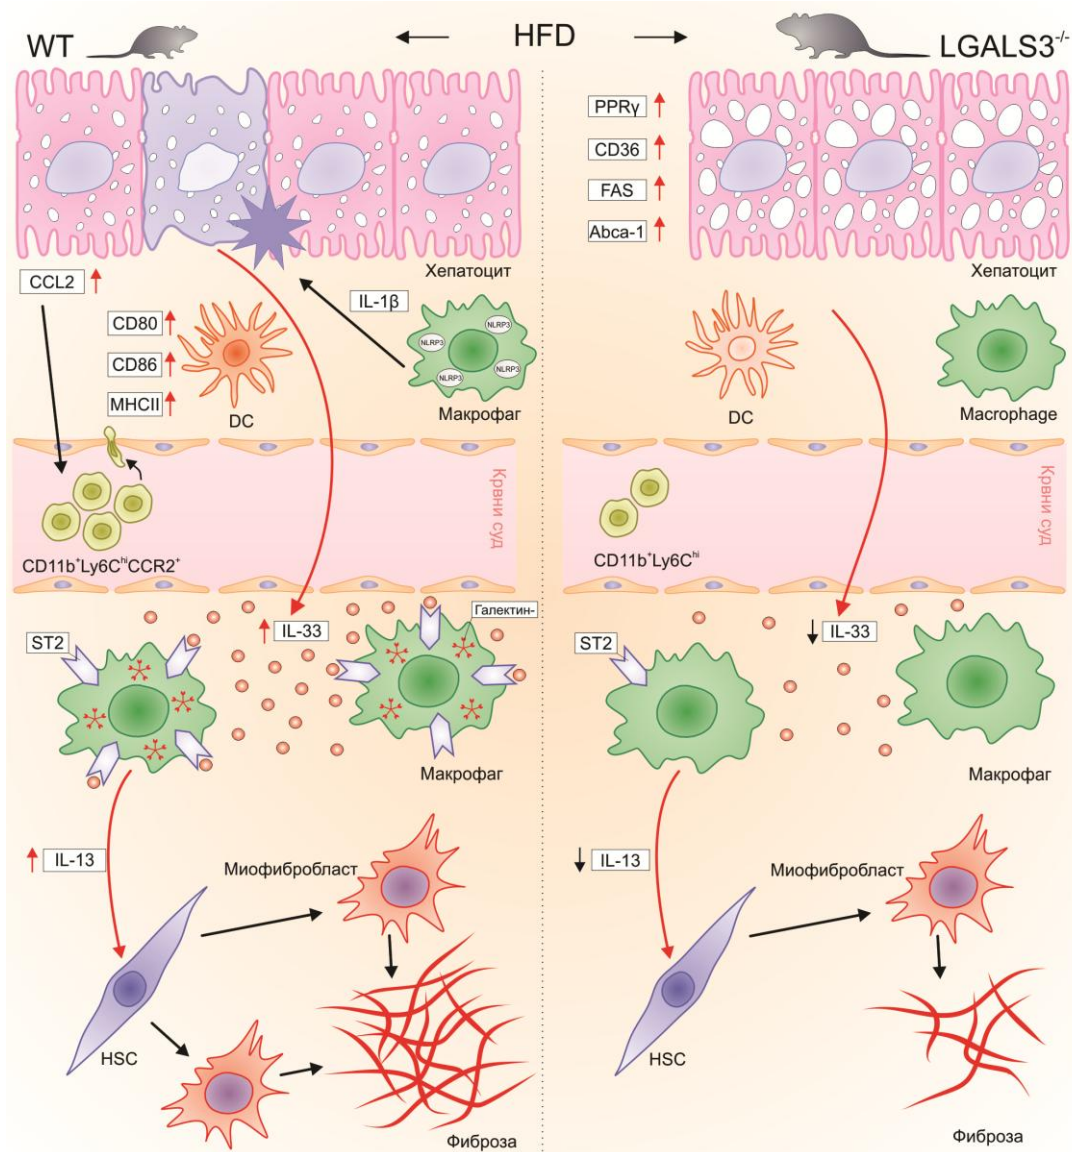 WT
HFD
LGALS3-/-
PPRγ
CD36
FAS
Abca-1
Хепатоцит
Хепатоцит
CCL2
IL-1β
CD80
CD86
MHCII
NLRP3
NLRP3
NLRP3
NLRP3
DC
Макрофаг
DC
Macrophage
Крвни суд
Крвни суд
CD11b+Ly6ChiCCR2+
CD11b+Ly6Chi
ST2
IL-33
Галектин-
ST2
IL-33
Макрофаг
Макрофаг
IL-13
Миофибробласт
IL-13
Миофибробласт
HSC
HSC
Фиброза
Фиброза